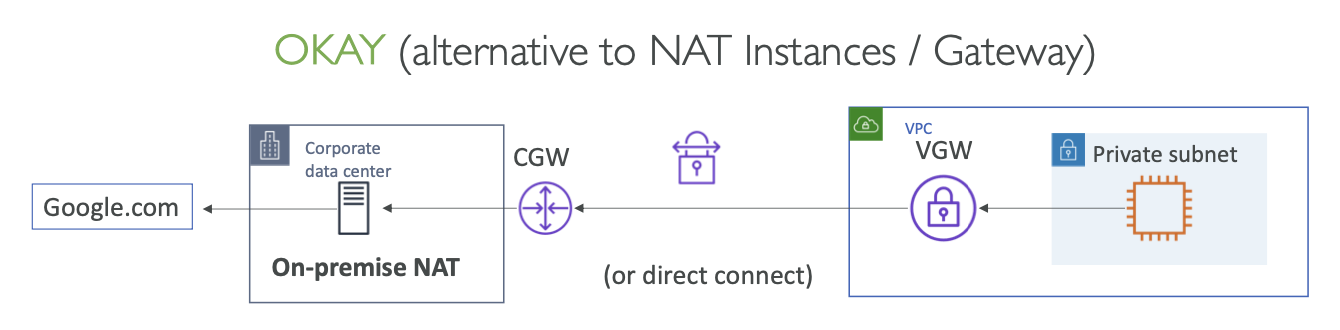 OKAY (alternative to NAT Instances / Gateway)
Corporate
data center
Google.com
On-premise NAT
CGW
(or direct connect)
VPC
VGW
Private subnet